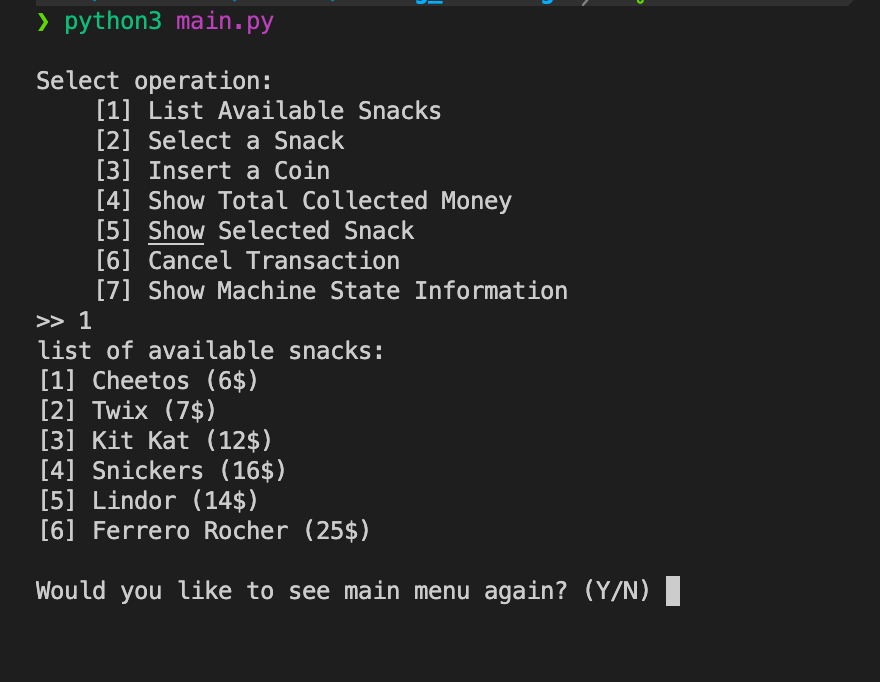 ❯ python3 main.py
Select operation:
[1] List Available Snacks
[2] Select a Snack
[3] Insert a Coin
[4] Show Total Collected Money
[5] Show Selected Snack
[6] Cancel Transaction
[7] Show Machine State Information
>> 1
list of available snacks:
[1] Cheetos (6$)
[2] Twix (7$)
[3] Kit Kat (12$)
[4] Snickers (16$)
[5] Lindor (14$)
[6] Ferrero Rocher (25$)
Would you like to see main menu again? (Y/N)